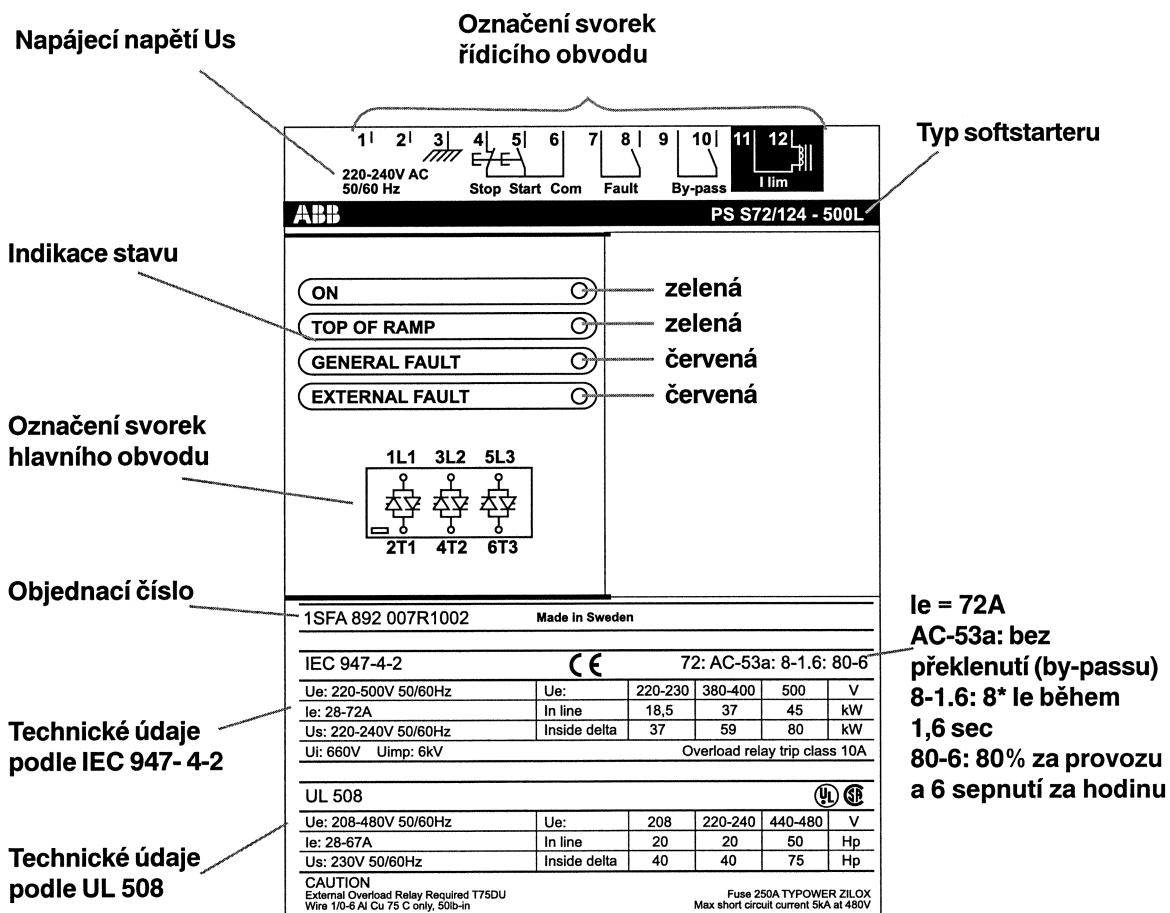 Označení svorek
řídicího obvodu
Napájecí napětí Us
Typ softstarteru
1 2 3 4 5 6 7 8 9 10 11 12
220-240V AC
50/60 Hz
Stop Start Com Fault By-pass I lim
ABB PS S72/124 - 500L
Indikace stavu
ON zelená
TOP OF RAMP zelená
GENERAL FAULT červená
EXTERNAL FAULT červená
Označení svorek
hlavního obvodu
1L1 3L2 5L3
2T1 4T2 6T3
Objednací číslo
1SFA 892 007R1002 Made in Sweden
Ie = 72A
AC-53a: bez
překlenutí (by-passu)
8-1.6: 8* Ie během
1,6 sec
80-6: 80% za provozu
a 6 sepnutí za hodinu
IEC 947-4-2 CE 72: AC-53a: 8-1.6: 80-6
Ue: 220-500V 50/60Hz Ue: 220-230 380-400 500 V
Ie: 28-72A In line 18,5 37 45 kW
Us: 220-240V 50/60Hz Inside delta 37 59 80 kW
Ui: 660V Uimp: 6kV Overload relay trip class 10A
Technické údaje
podle IEC 947- 4-2
UL 508 UL SA
Ue: 208-480V 50/60Hz Ue: 208 220-240 440-480 V
Ie: 28-67A In line 20 20 50 Hp
Us: 230V 50/60Hz Inside delta 40 40 75 Hp
Technické údaje
podle UL 508
CAUTION
External Overload Relay Required T75DU
Wire 1/0-6 Al Cu 75 C only, 50lb-in
Fuse 250A TYPOWER ZILOX
Max short circuit current 5kA at 480V